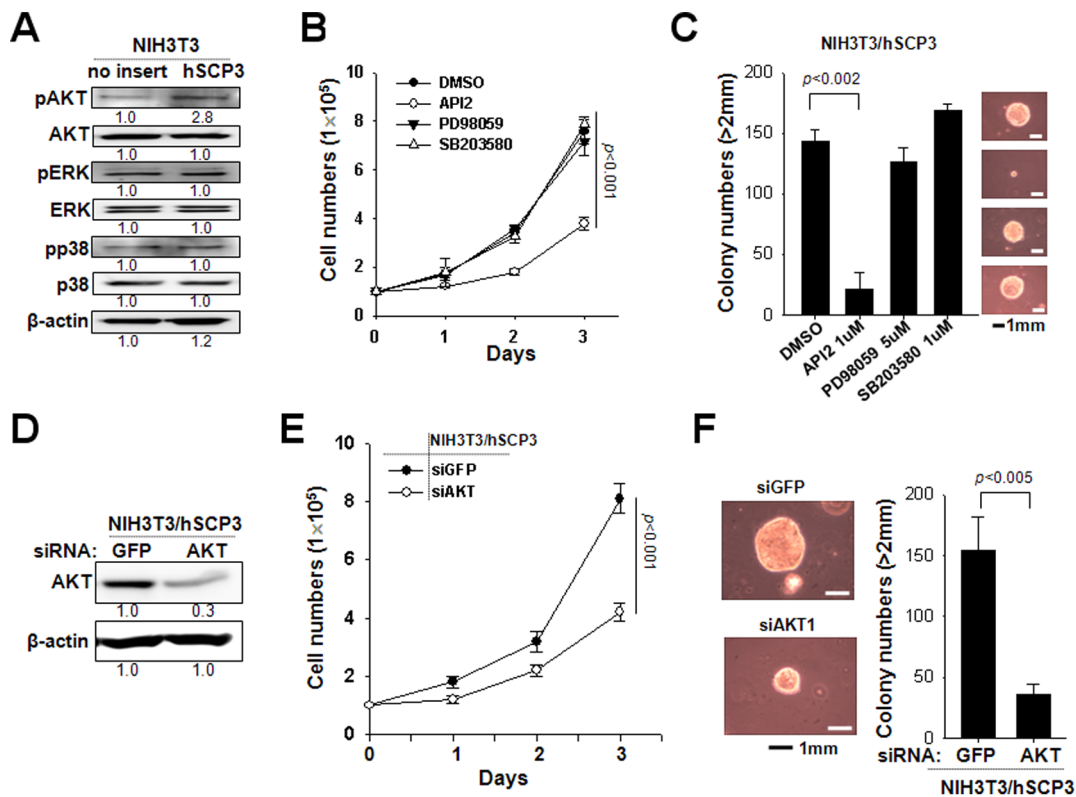 A
NIH3T3
no insert hSCP3
pAKT
1.0 2.8
AKT
1.0 1.0
pERK
1.0 1.0
ERK
1.0 1.0
pp38
1.0 1.0
p38
1.0 1.0
β-actin
1.0 1.2
B
Cell numbers (1×10⁵)
10
8
6
4
2
0
DMSO
API2
PD98059
SB203580
p<0.001
0 1 2 3
Days
C
NIH3T3/hSCP3
Colony numbers (>2mm)
200
150
100
50
0
p<0.002
DMSO
API2 1uM
PD98059 5uM
SB203580 1uM
1mm
D
NIH3T3/hSCP3
siRNA: GFP AKT
AKT
1.0 0.3
β-actin
1.0 1.0
E
Cell numbers (1×10⁵)
10
8
6
4
2
0
NIH3T3/hSCP3
siGFP
siAKT
p<0.001
0 1 2 3
Days
F
siGFP
siAKT1
1mm
Colony numbers (>2mm)
200
150
100
50
0
p<0.005
siRNA: GFP AKT
NIH3T3/hSCP3